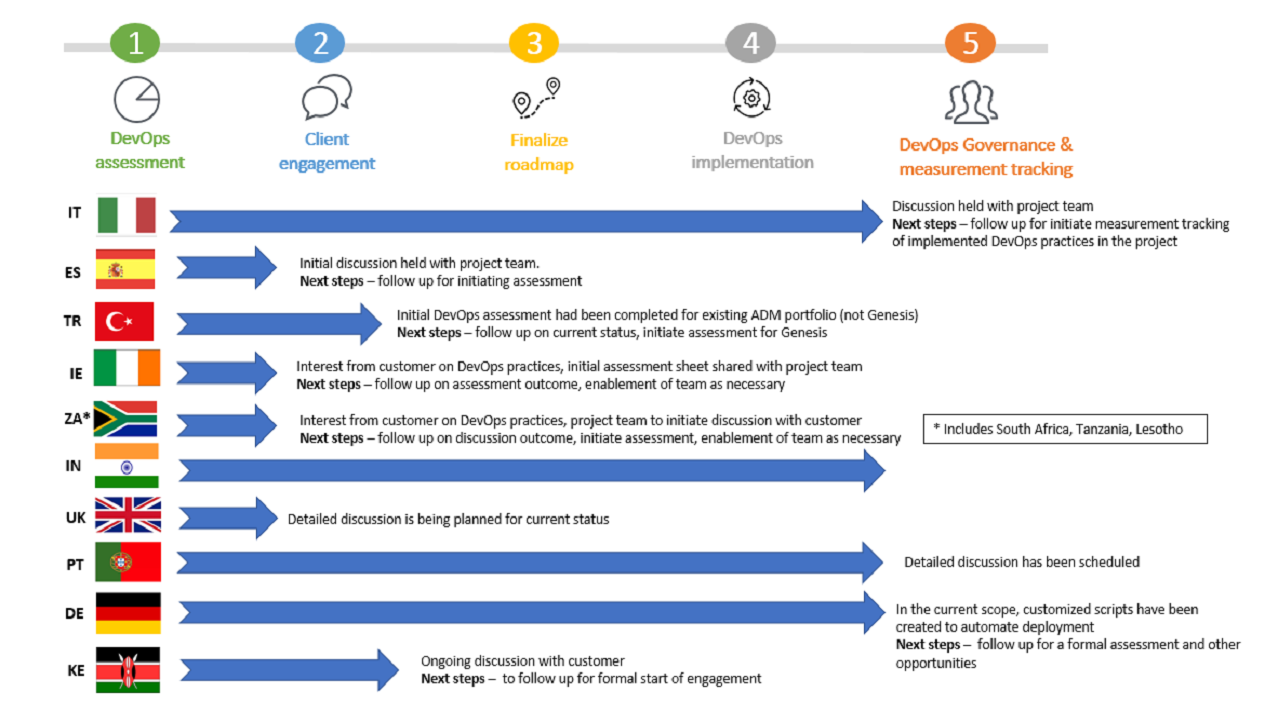 1
2
3
4
5
DevOps
assessment
Client
engagement
Finalize
roadmap
DevOps
implementation
DevOps Governance &
measurement tracking
IT
Discussion held with project team
Next steps – follow up for initiate measurement tracking
of implemented DevOps practices in the project
ES
Initial discussion held with project team.
Next steps – follow up for initiating assessment
TR
Initial DevOps assessment had been completed for existing ADM portfolio (not Genesis)
Next steps – follow up on current status, initiate assessment for Genesis
IE
Interest from customer on DevOps practices, initial assessment sheet shared with project team
Next steps – follow up on assessment outcome, enablement of team as necessary
ZA*
Interest from customer on DevOps practices, project team to initiate discussion with customer
Next steps – follow up on discussion outcome, initiate assessment, enablement of team as necessary
* Includes South Africa, Tanzania, Lesotho
IN
UK
Detailed discussion is being planned for current status
PT
Detailed discussion has been scheduled
DE
In the current scope, customized scripts have been
created to automate deployment
Next steps – follow up for a formal assessment and other
opportunities
KE
Ongoing discussion with customer
Next steps – to follow up for formal start of engagement